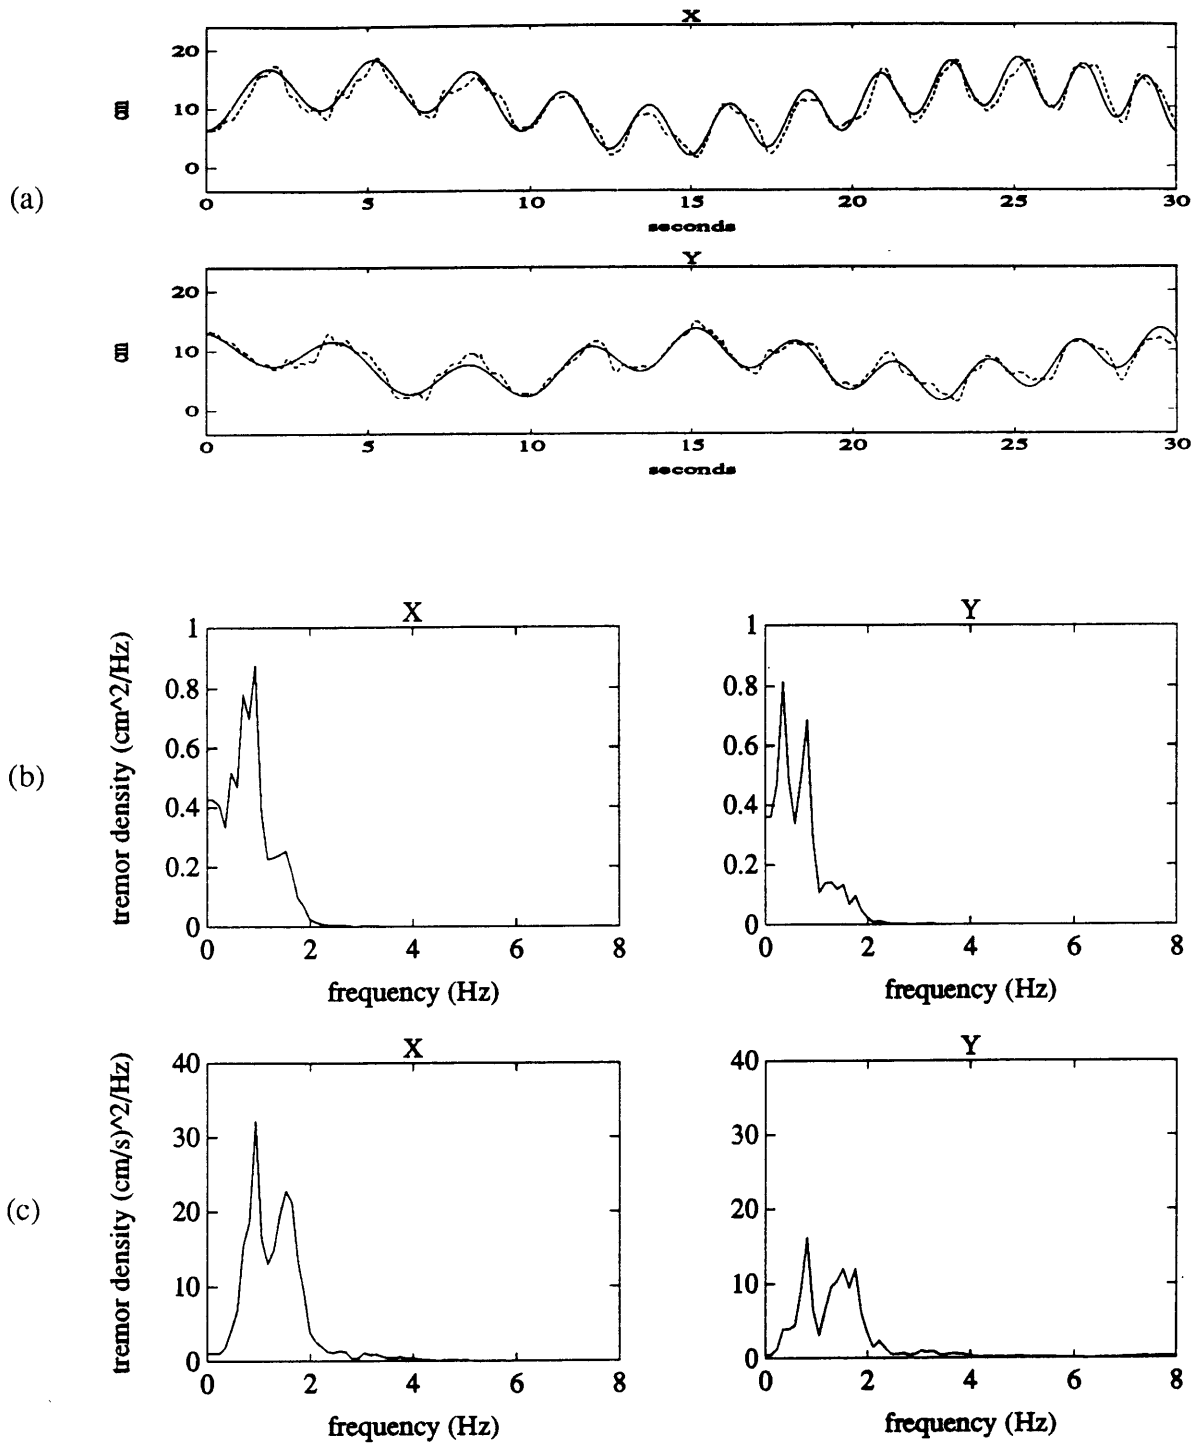 X
cm
20
10
0
0 5 10 15 20 25 30
seconds
(a)
Y
cm
20
10
0
0 5 10 15 20 25 30
seconds
(b)
X
tremor density (cm^2/Hz)
1
0.8
0.6
0.4
0.2
0
0 2 4 6 8
frequency (Hz)
Y
1
0.8
0.6
0.4
0.2
0
0 2 4 6 8
frequency (Hz)
(c)
X
tremor density (cm/s)^2/Hz)
40
30
20
10
0
0 2 4 6 8
frequency (Hz)
Y
40
30
20
10
0
0 2 4 6 8
frequency (Hz)